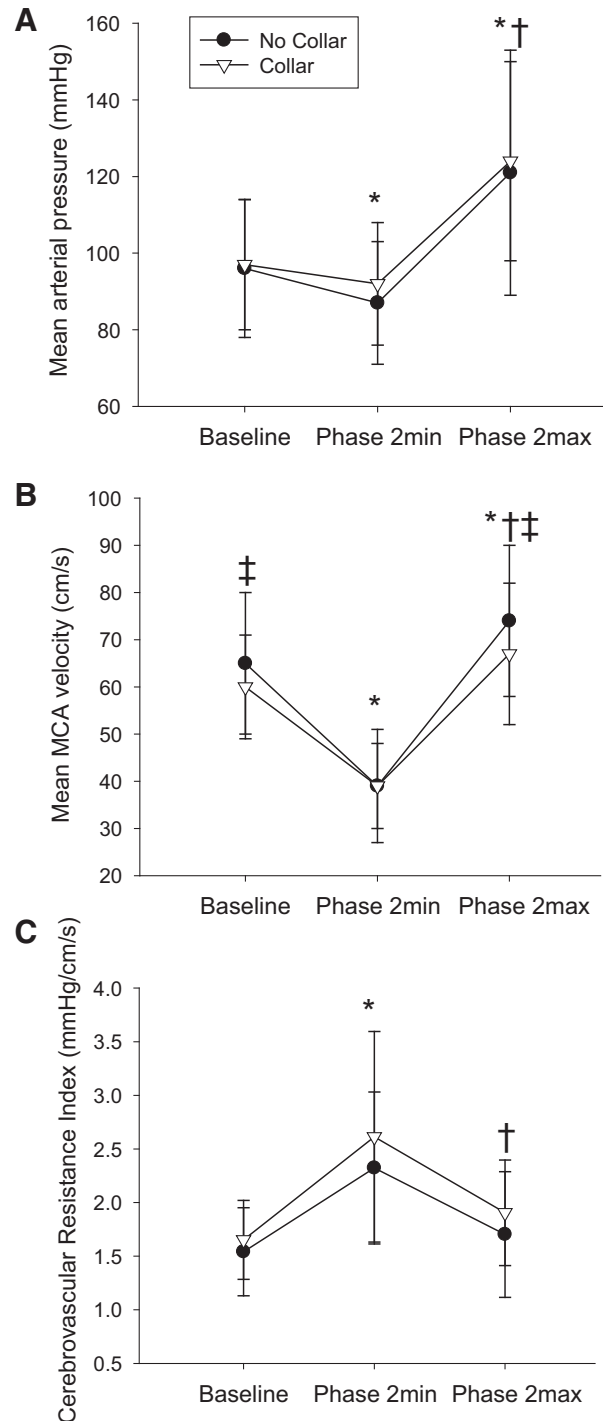 A
Mean arterial pressure (mmHg)
160
140
120
100
80
60
No Collar
Collar
*
*†
Baseline Phase 2min Phase 2max
B
Mean MCA velocity (cm/s)
100
90
80
70
60
50
40
30
20
‡
*
*†‡
Baseline Phase 2min Phase 2max
C
Cerebrovascular Resistance Index (mmHg/cm/s)
4.0
3.5
3.0
2.5
2.0
1.5
1.0
0.5
*
†
Baseline Phase 2min Phase 2max